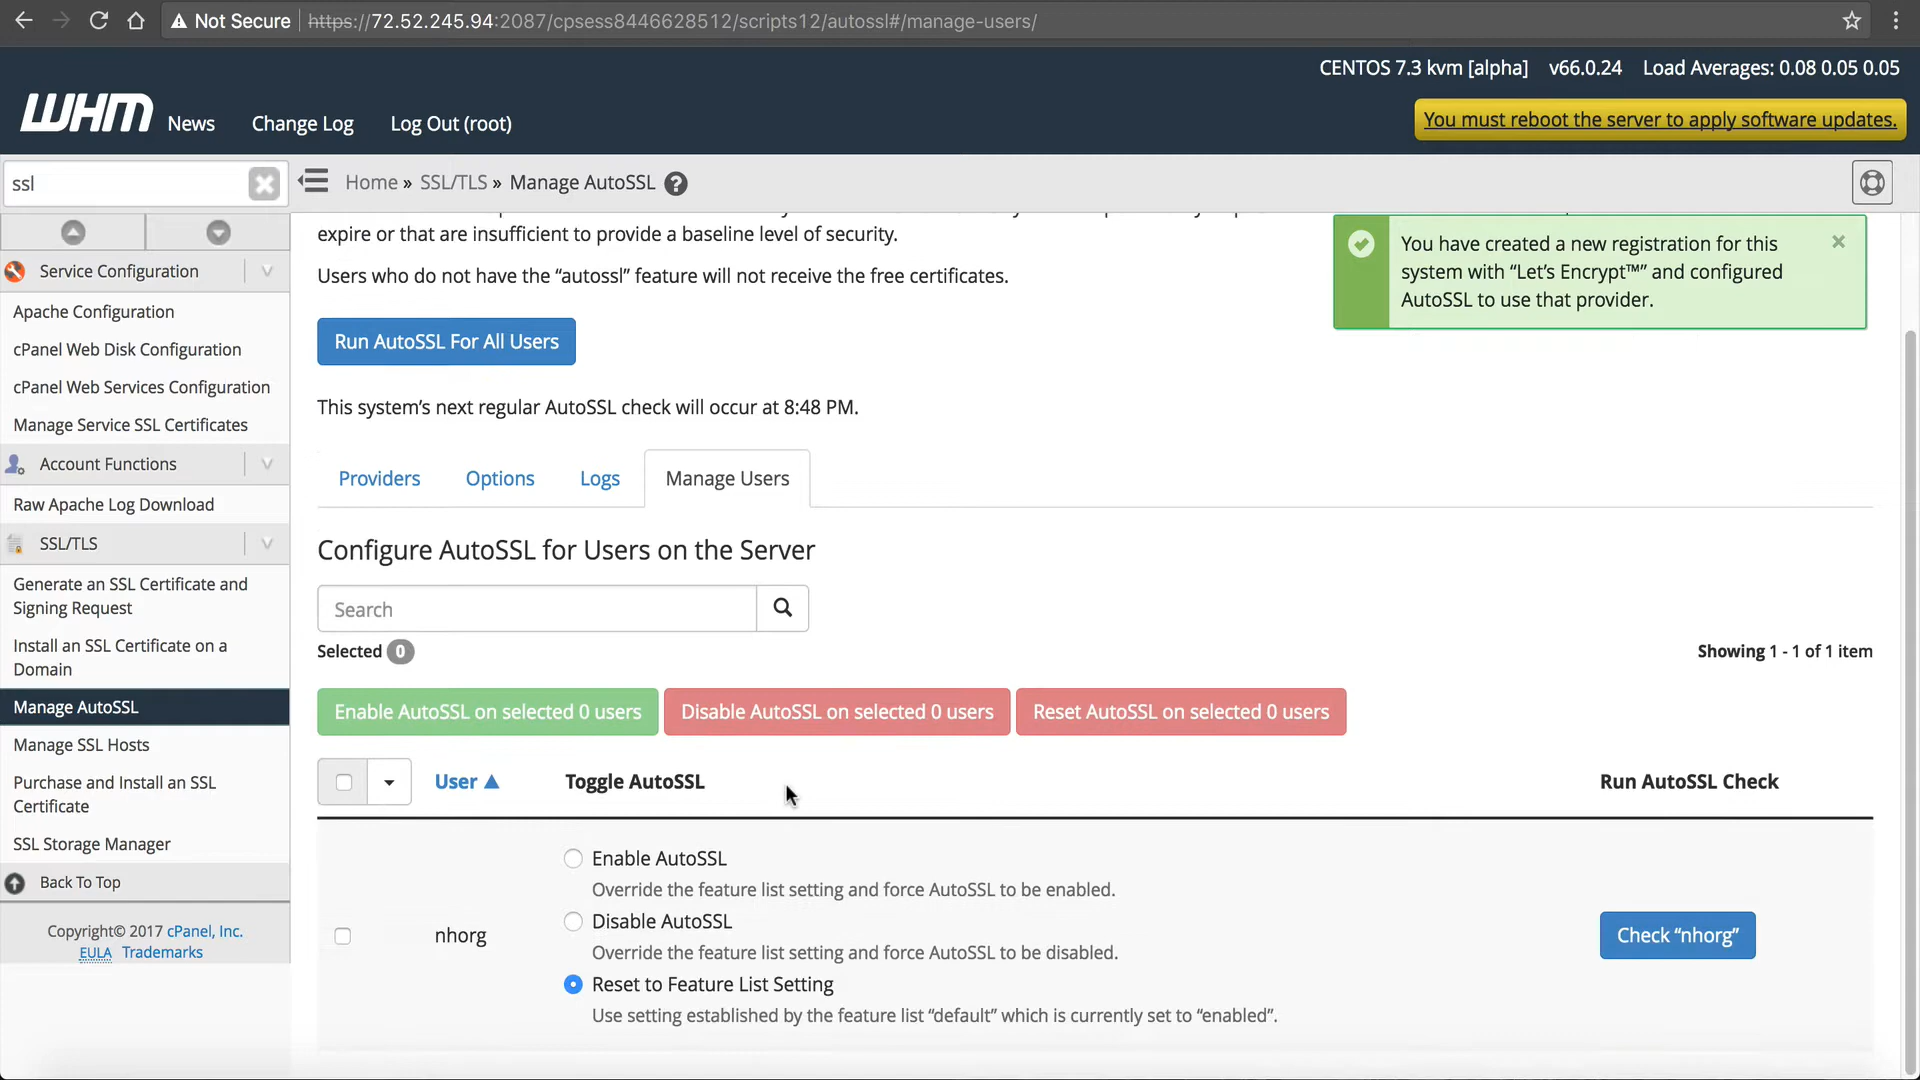 Not Secure https://72.52.245.94:2087/cpsess8446628512/scripts12/autossl#/manage-users/
CENTOS 7.3 kvm [alpha] v66.0.24 Load Averages: 0.08 0.05 0.05
WHM News Change Log Log Out (root)
You must reboot the server to apply software updates.
ssl
Home » SSL/TLS » Manage AutoSSL ?
Service Configuration
Apache Configuration
cPanel Web Disk Configuration
cPanel Web Services Configuration
Manage Service SSL Certificates
Account Functions
Raw Apache Log Download
SSL/TLS
Generate an SSL Certificate and
Signing Request
Install an SSL Certificate on a
Domain
Manage AutoSSL
Manage SSL Hosts
Purchase and Install an SSL
Certificate
SSL Storage Manager
Back To Top
Copyright© 2017 cPanel, Inc.
EULA Trademarks
expire or that are insufficient to provide a baseline level of security.
Users who do not have the “autossl” feature will not receive the free certificates.
You have created a new registration for this
system with “Let’s Encrypt™” and configured
AutoSSL to use that provider.
Run AutoSSL For All Users
This system’s next regular AutoSSL check will occur at 8:48 PM.
Providers Options Logs Manage Users
Configure AutoSSL for Users on the Server
Search
Selected 0
Showing 1 - 1 of 1 item
Enable AutoSSL on selected 0 users Disable AutoSSL on selected 0 users Reset AutoSSL on selected 0 users
User Toggle AutoSSL Run AutoSSL Check
Enable AutoSSL
Override the feature list setting and force AutoSSL to be enabled.
Disable AutoSSL
nhorg
Check “nhorg”
Override the feature list setting and force AutoSSL to be disabled.
Reset to Feature List Setting
Use setting established by the feature list “default” which is currently set to “enabled”.